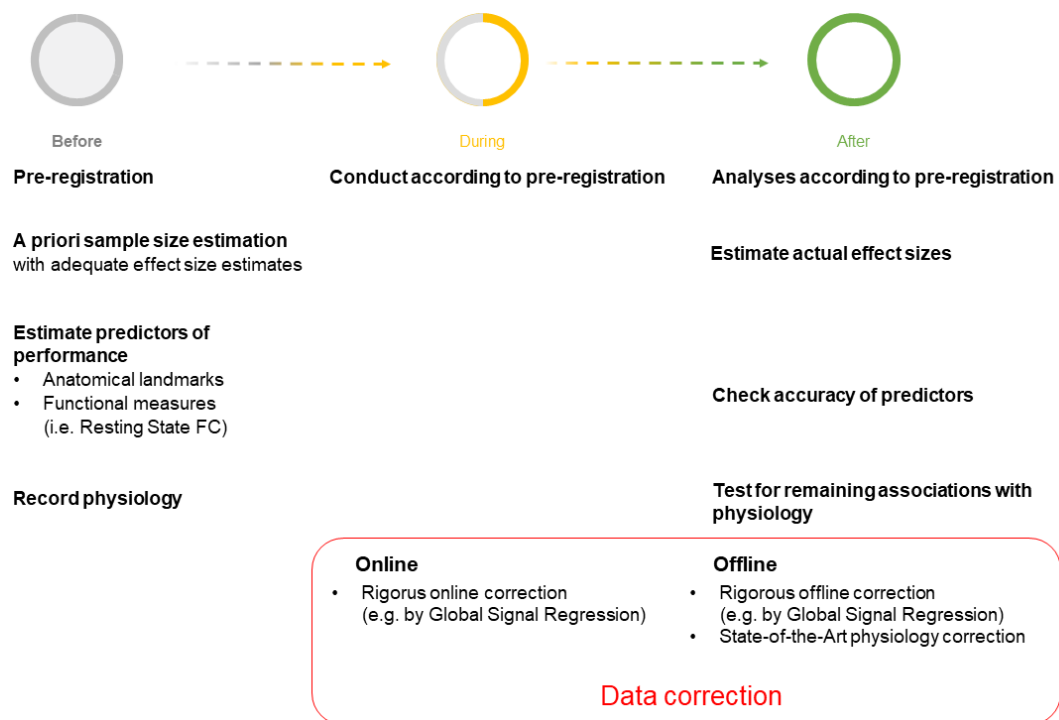 Before
During
After
Pre-registration
Conduct according to pre-registration
Analyses according to pre-registration
A priori sample size estimation
with adequate effect size estimates
Estimate actual effect sizes
Estimate predictors of
performance
• Anatomical landmarks
• Functional measures
(i.e. Resting State FC)
Check accuracy of predictors
Record physiology
Test for remaining associations with
physiology
Online
• Rigorus online correction
(e.g. by Global Signal Regression)
Offline
• Rigorous offline correction
(e.g. by Global Signal Regression)
• State-of-the-Art physiology correction
Data correction